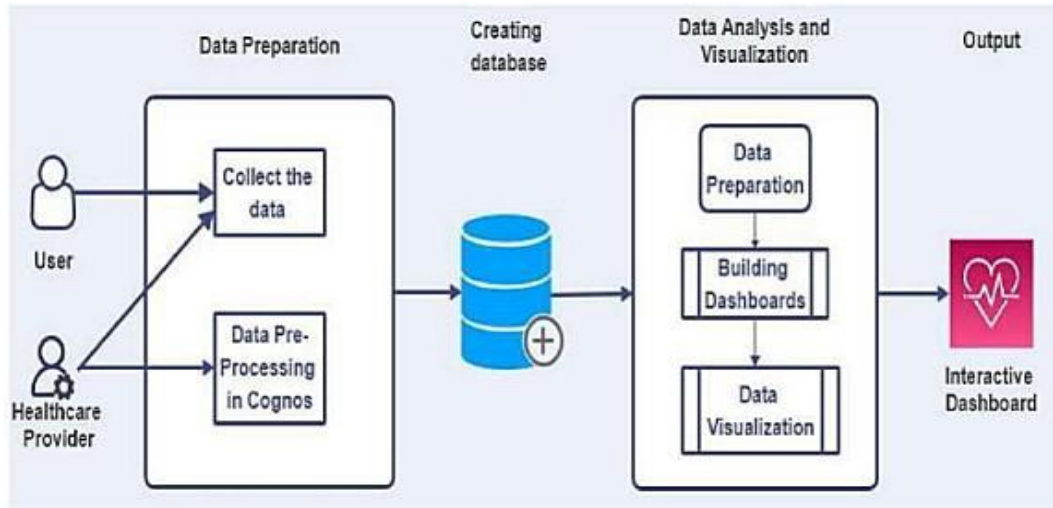 Data Preparation
Creating
database
Data Analysis and
Visualization
Output
User
Healthcare
Provider
Collect the
data
Data Pre-
Processing
in Cognos
Data
Preparation
Building
Dashboards
Data
Visualization
Interactive
Dashboard